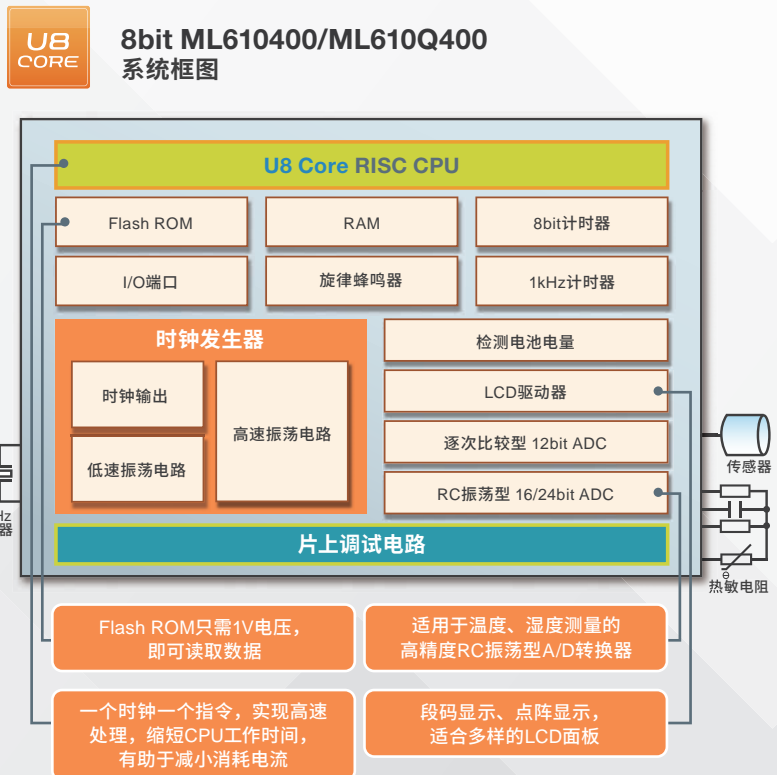 U8
CORE
8bit ML610400/ML610Q400
系统框图
U8 Core RISC CPU
Flash ROM
RAM
8bit计时器
I/O端口
旋律蜂鸣器
1kHz计时器
时钟发生器
时钟输出
低速振荡电路
高速振荡电路
检测电池电量
LCD驱动器
逐次比较型 12bit ADC
RC振荡型 16/24bit ADC
片上调试电路
传感器
θ
热敏电阻
Hz
器
Flash ROM只需1V电压，
即可读取数据
适用于温度、湿度测量的
高精度RC振荡型A/D转换器
一个时钟一个指令，实现高速
处理，缩短CPU工作时间，
有助于减小消耗电流
段码显示、点阵显示，
适合多样的LCD面板